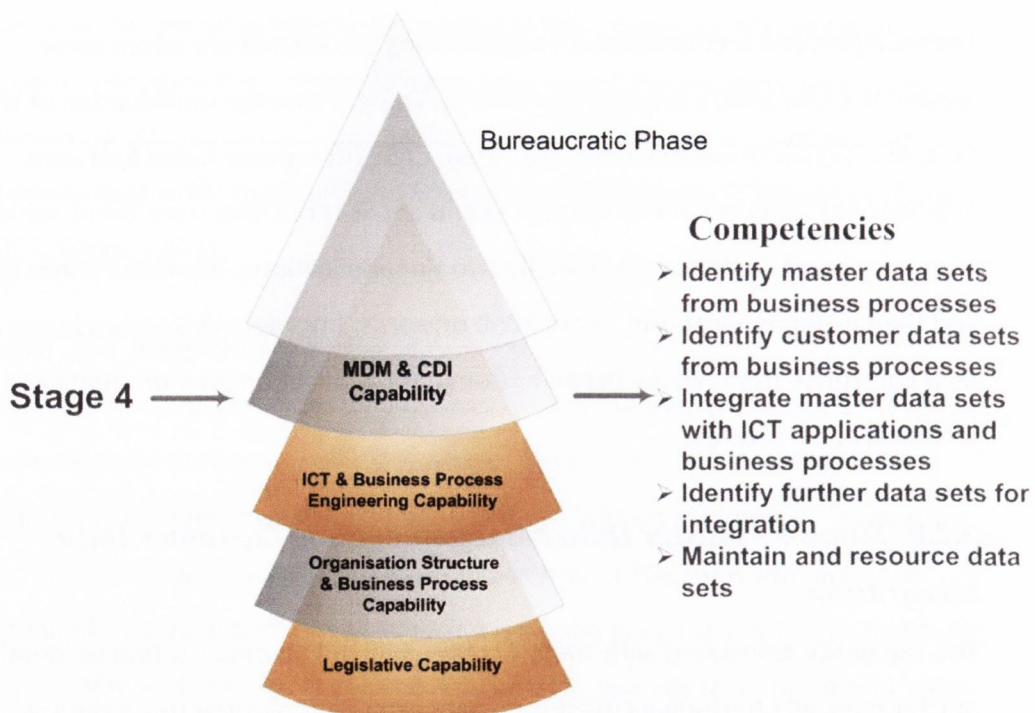 Bureaucratic Phase
Competencies
➤ Identify master data sets
from business processes
➤ Identify customer data sets
from business processes
➤ Integrate master data sets
with ICT applications and
business processes
➤ Identify further data sets for
integration
➤ Maintain and resource data
sets
Stage 4
MDM & CDI
Capability
ICT & Business Process
Engineering Capability
Organisation Structure
& Business Process
Capability
Legislative Capability